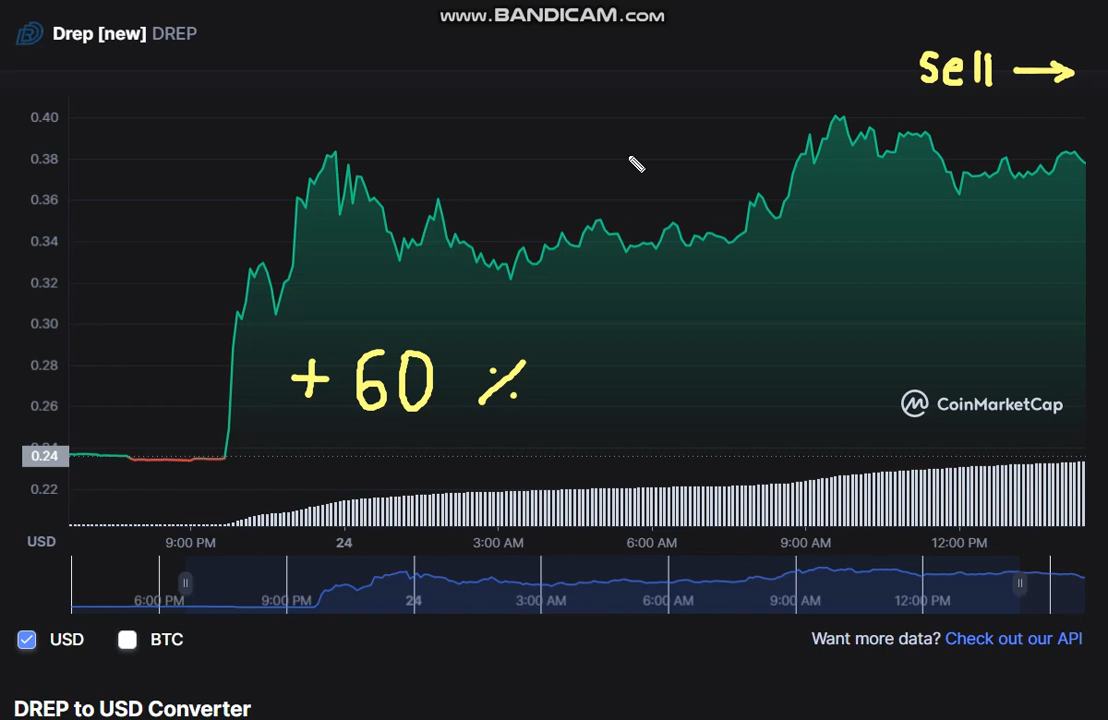 www.BANDICAM.com
Drep [new] DREP
Sell →
0.40
0.38
0.36
0.34
0.32
0.30
+ 60 %
0.28
0.26
CoinMarketCap
0.24
0.24
0.22
USD 9:00 PM 24 3:00 AM 6:00 AM 9:00 AM 12:00 PM
6:00 PM 9:00 PM 24 3:00 AM 6:00 AM 9:00 AM 12:00 PM
USD BTC Want more data? Check out our API
DREP to USD Converter